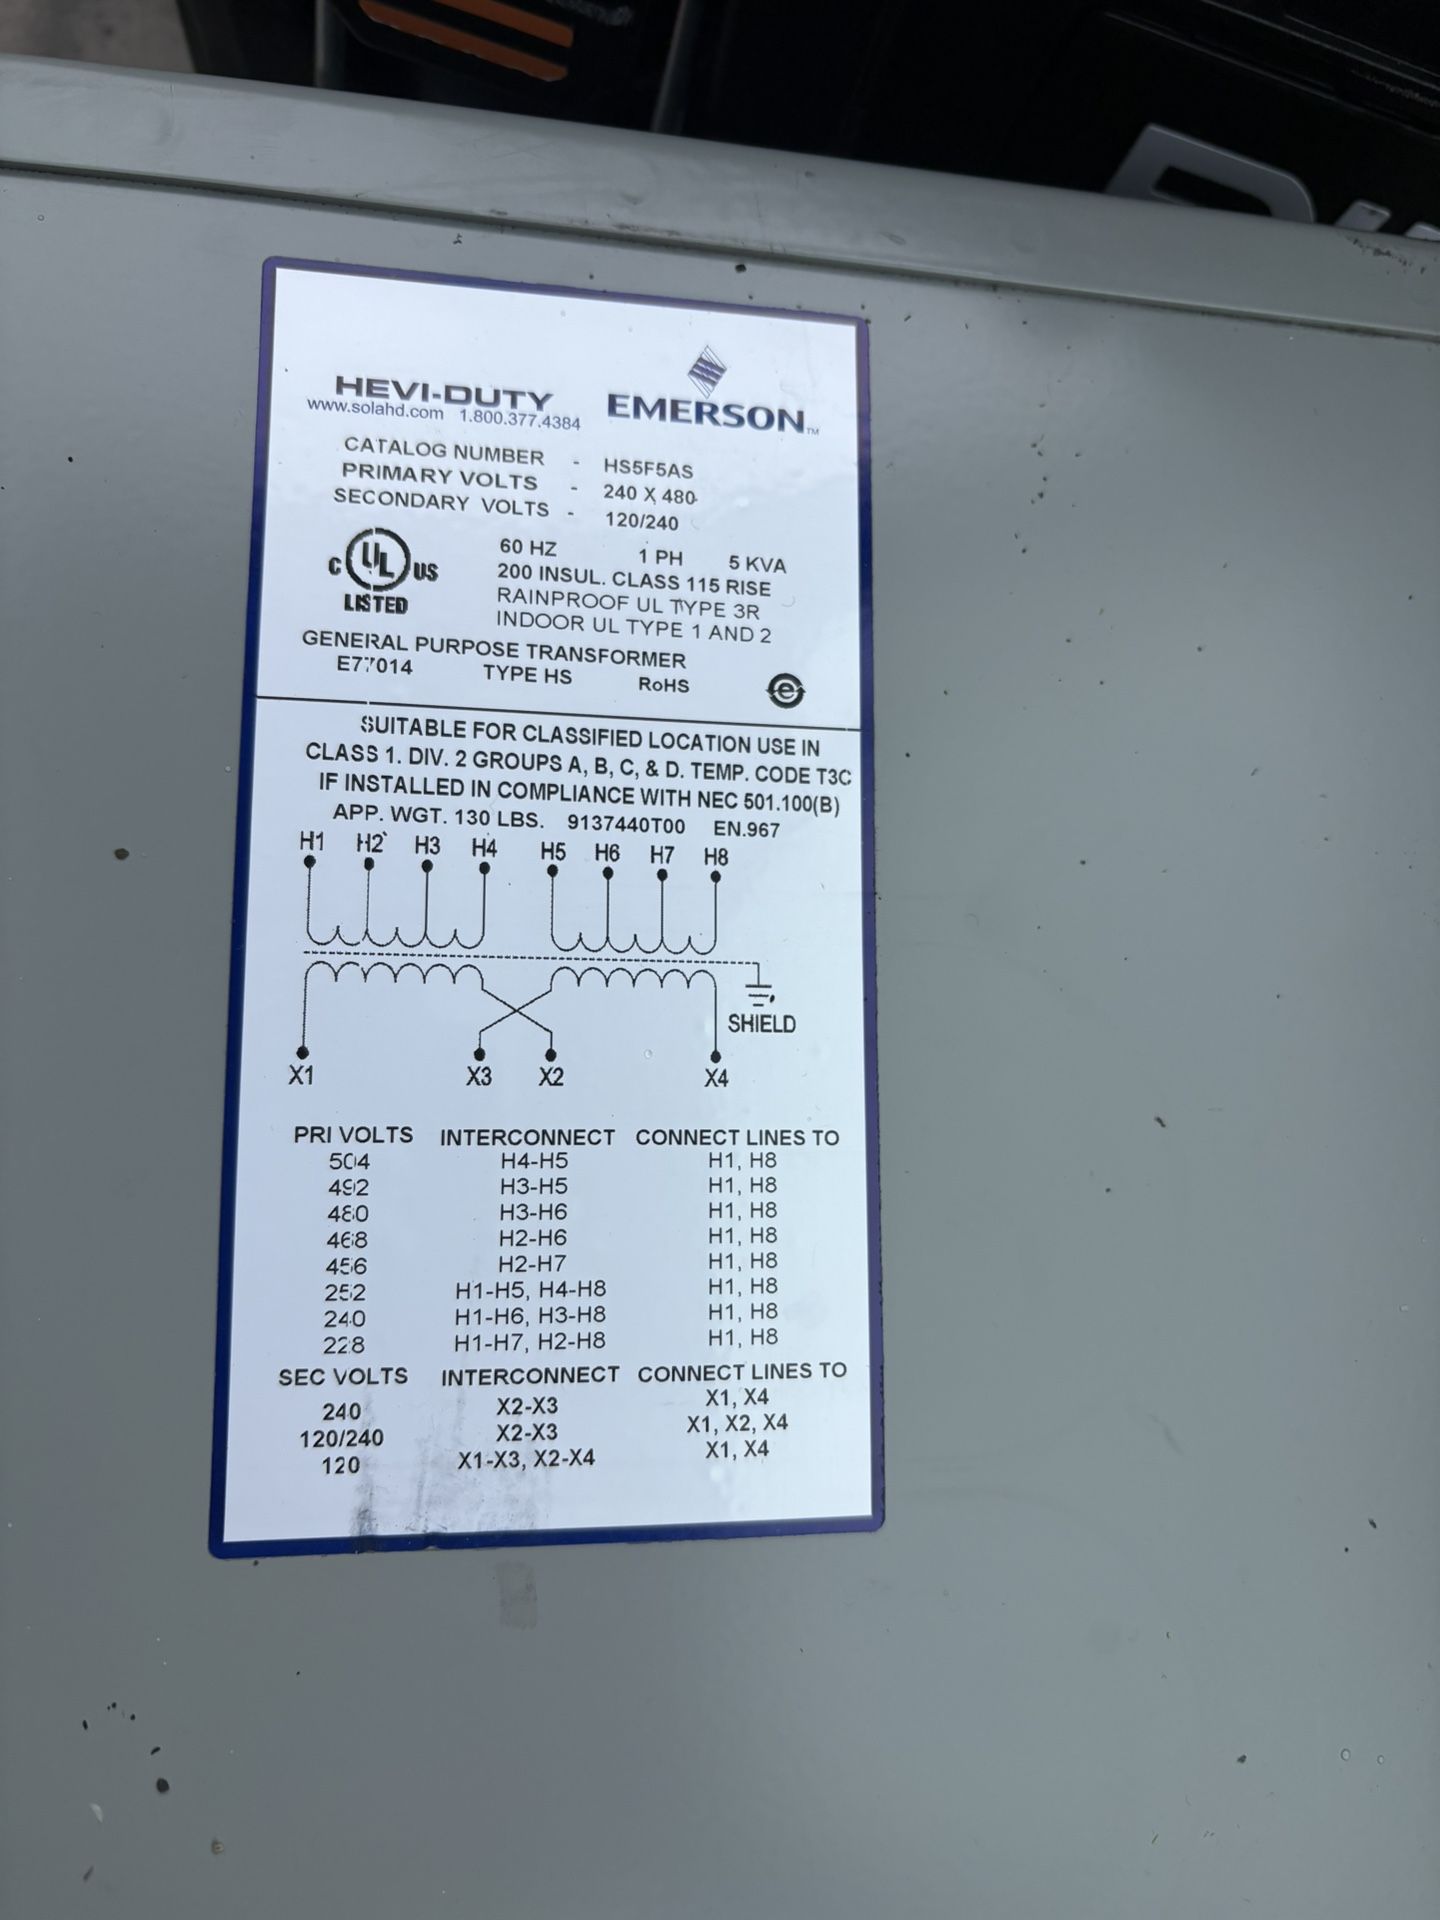 HEVI-DUTY
www.solahd.com 1.800.377.4384
EMERSON™
CATALOG NUMBER - HS5F5AS
PRIMARY VOLTS - 240 X 480
SECONDARY VOLTS - 120/240
C UL US
LISTED
60 HZ 1 PH 5 KVA
200 INSUL. CLASS 115 RISE
RAINPROOF UL TYPE 3R
INDOOR UL TYPE 1 AND 2
GENERAL PURPOSE TRANSFORMER
E77014 TYPE HS RoHS e
SUITABLE FOR CLASSIFIED LOCATION USE IN
CLASS 1. DIV. 2 GROUPS A, B, C, & D. TEMP. CODE T3C
IF INSTALLED IN COMPLIANCE WITH NEC 501.100(B)
APP. WGT. 130 LBS. 9137440T00 EN.967
H1 H2 H3 H4 H5 H6 H7 H8
SHIELD
X1 X3 X2 X4
PRI VOLTS INTERCONNECT CONNECT LINES TO
504 H4-H5 H1, H8
492 H3-H5 H1, H8
480 H3-H6 H1, H8
468 H2-H6 H1, H8
456 H2-H7 H1, H8
252 H1-H5, H4-H8 H1, H8
240 H1-H6, H3-H8 H1, H8
228 H1-H7, H2-H8 H1, H8
SEC VOLTS INTERCONNECT CONNECT LINES TO
240 X2-X3 X1, X4
120/240 X2-X3 X1, X2, X4
120 X1-X3, X2-X4 X1, X4